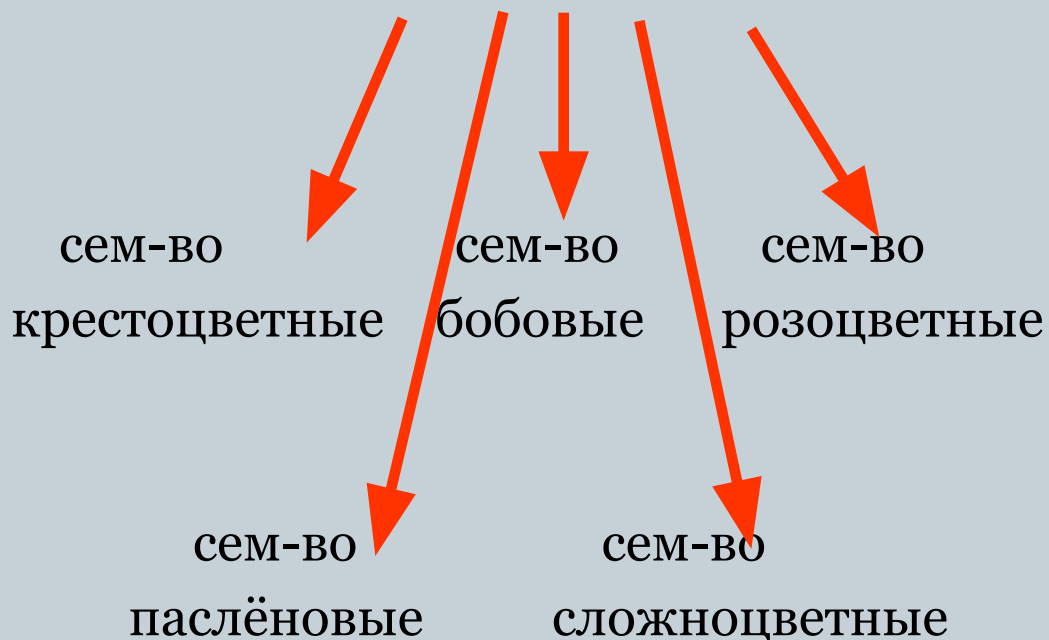 сем-во сем-во сем-во
крестоцветные бобовые розоцветные
сем-во сем-во
паслёновые сложноцветные